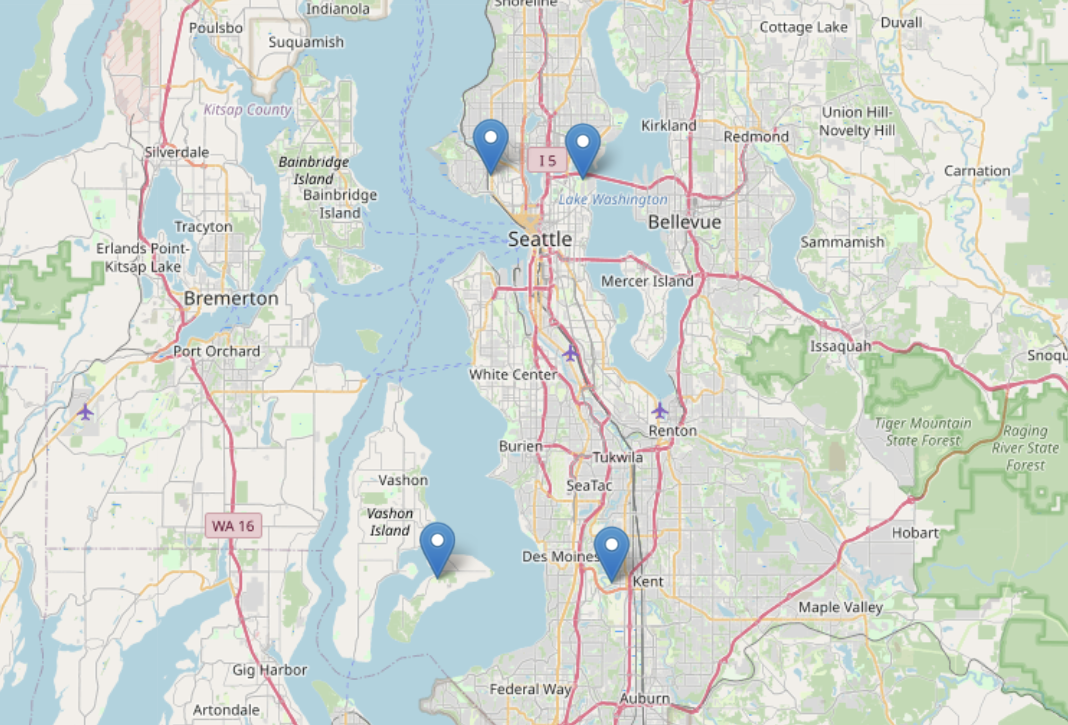 Shoreline
Indianola
Poulsbo
Suquamish
Cottage Lake
Duvall
Kitsap County
Union Hill-
Novelty Hill
Kirkland
Redmond
Silverdale
I 5
Bainbridge
Island
Carnation
Bainbridge
Island
Lake Washington
Tracyton
Bellevue
Seattle
Sammamish
Erlands Point-
Kitsap Lake
Mercer Island
Bremerton
Port Orchard
Issaquah
Snoqu
White Center
Renton
Tiger Mountain
State Forest
Raging
River State
Forest
Burien
Tukwila
Vashon
SeaTac
Vashon
Island
WA 16
Hobart
Des Moines
Kent
Maple Valley
Gig Harbor
Federal Way
Auburn
Artondale